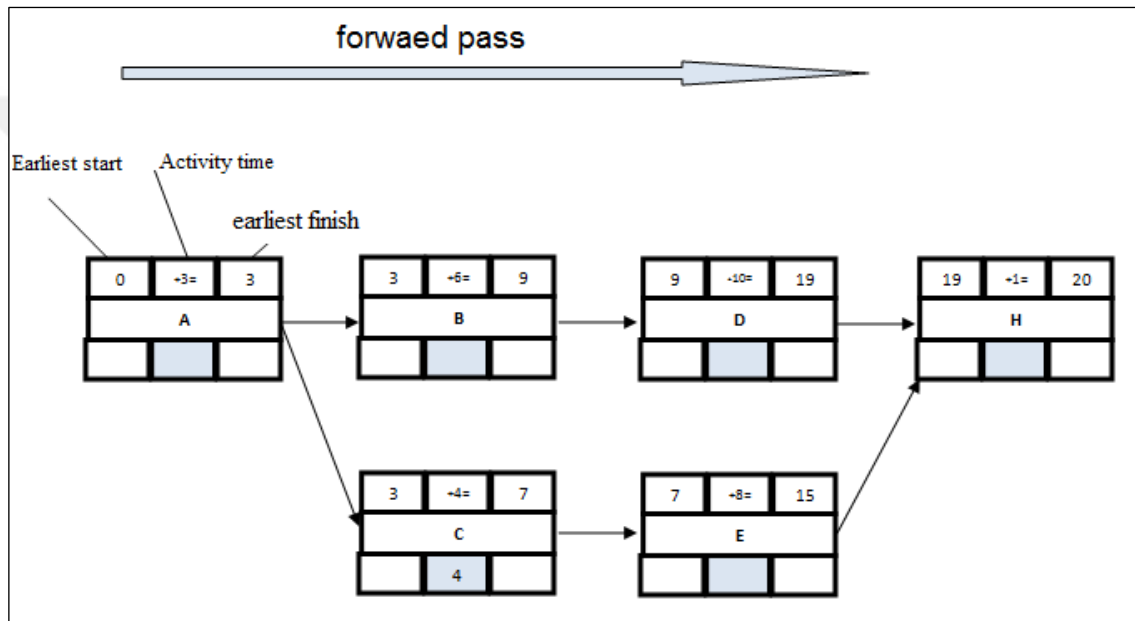 forwaed pass
Earliest start
Activity time
earliest finish
0 +3= 3
A
3 +6= 9
B
9 +10= 19
D
19 +1= 20
H
3 +4= 7
C
4
7 +8= 15
E